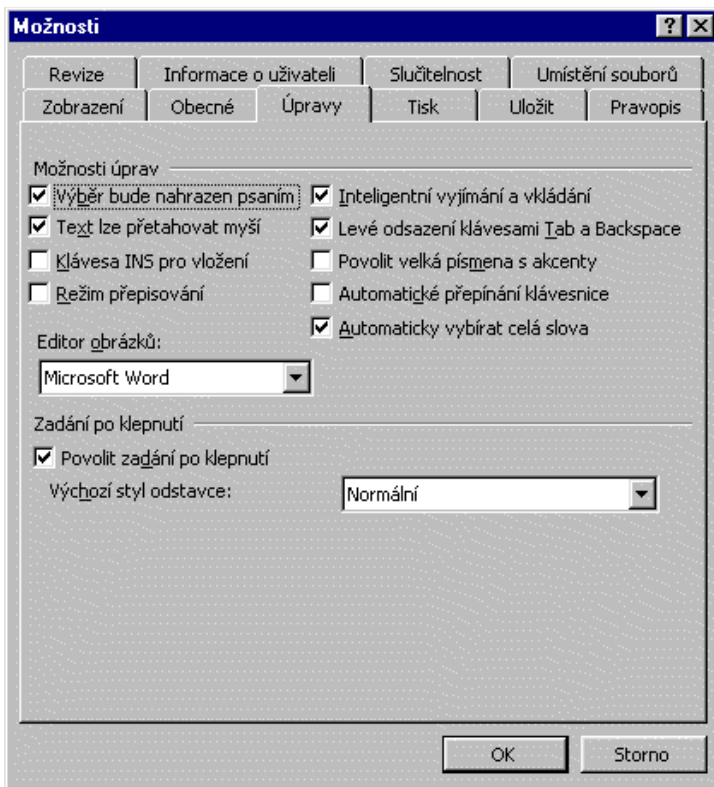 Možnosti
Revize
Informace o uživateli
Slučitelnost
Umístění souborů
Zobrazení
Obecné
Úpravy
Tisk
Uložit
Pravopis
Možnosti úprav
Výběr bude nahrazen psaním
Text lze přetahovat myší
Klávesa INS pro vložení
Režim přepisování
Inteligentní vyjímání a vkládání
Levé odsazení klávesami Tab a Backspace
Povolit velká písmena s akcenty
Automatické přepínání klávesnice
Automaticky vybírat celá slova
Editor obrázků:
Microsoft Word
Zadání po klepnutí
Povolit zadání po klepnutí
Výchozí styl odstavce:
Normální
OK
Storno